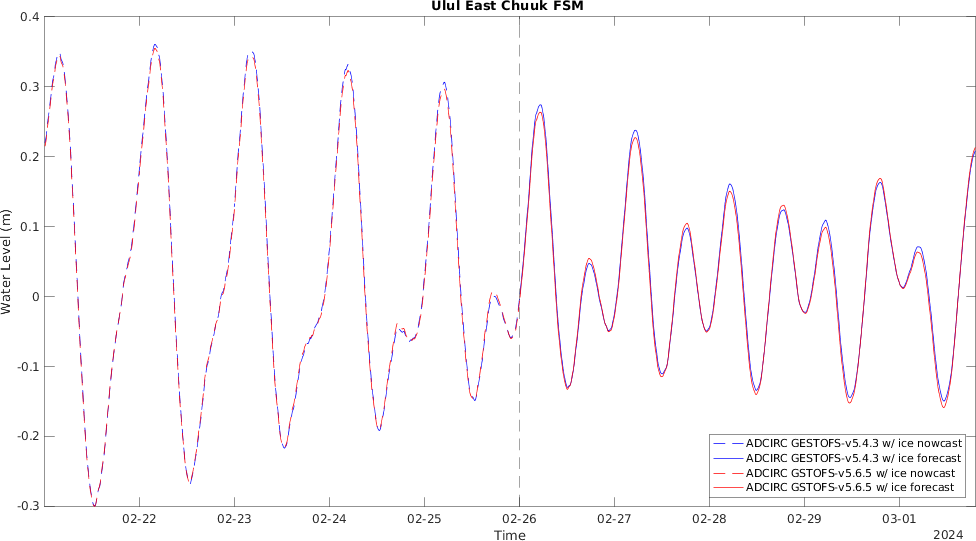 Ulul East Chuuk FSM
0.4
0.3
0.2
0.1
0
-0.1
-0.2
-0.3
Water Level (m)
ADCIRC GESTOFS-v5.4.3 w/ ice nowcast
ADCIRC GESTOFS-v5.4.3 w/ ice forecast
ADCIRC GSTOFS-v5.6.5 w/ ice nowcast
ADCIRC GSTOFS-v5.6.5 w/ ice forecast
02-22 02-23 02-24 02-25 02-26 02-27 02-28 02-29 03-01
Time
2024